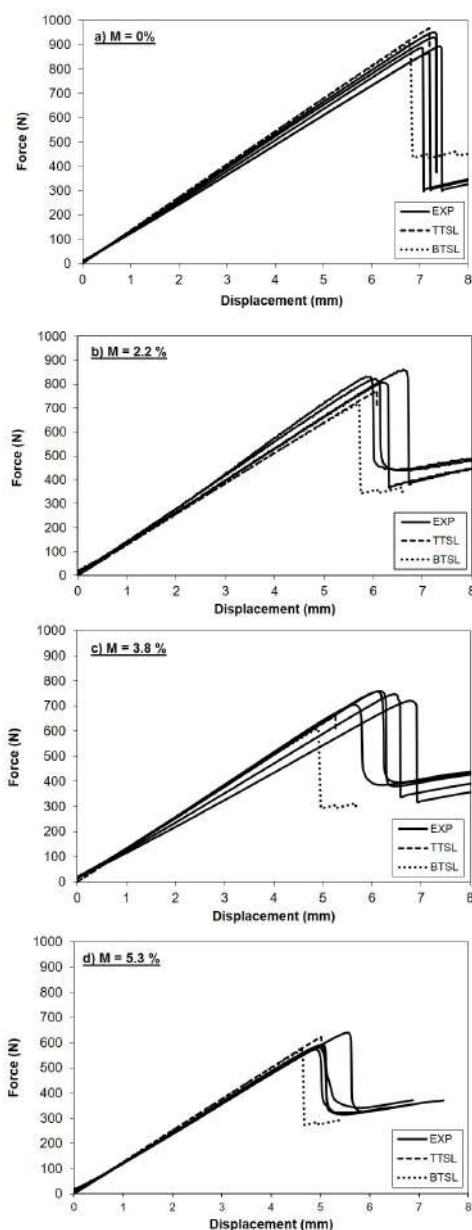 a) M = 0%
1000
900
800
700
600
500
400
300
200
100
0
Force (N)
0 1 2 3 4 5 6 7 8
Displacement (mm)
EXP
TTSL
BTSL
b) M = 2.2 %
1000
900
800
700
600
500
400
300
200
100
0
Force (N)
0 1 2 3 4 5 6 7 8
Displacement (mm)
EXP
TTSL
BTSL
c) M = 3.8 %
1000
900
800
700
600
500
400
300
200
100
0
Force (N)
0 1 2 3 4 5 6 7 8
Displacement (mm)
EXP
TTSL
BTSL
d) M = 5.3 %
1000
900
800
700
600
500
400
300
200
100
0
Force (N)
0 1 2 3 4 5 6 7 8
Displacement (mm)
EXP
TTSL
BTSL